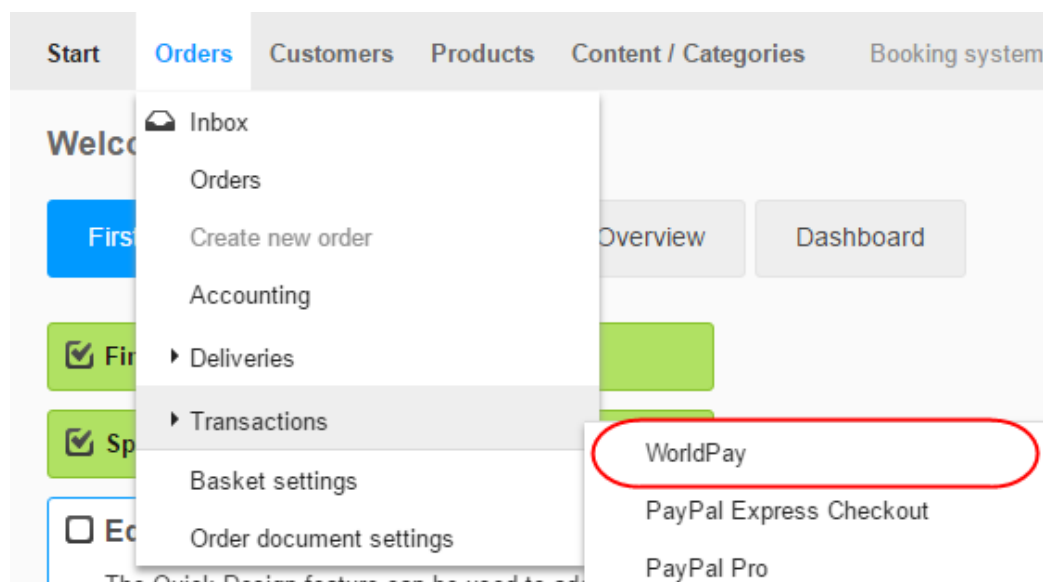 Start Orders Customers Products Content / Categories Booking system
Inbox
Orders
Create new order
Overview Dashboard
Accounting
Deliveries
Transactions
WorldPay
Basket settings
PayPal Express Checkout
Order document settings
PayPal Pro